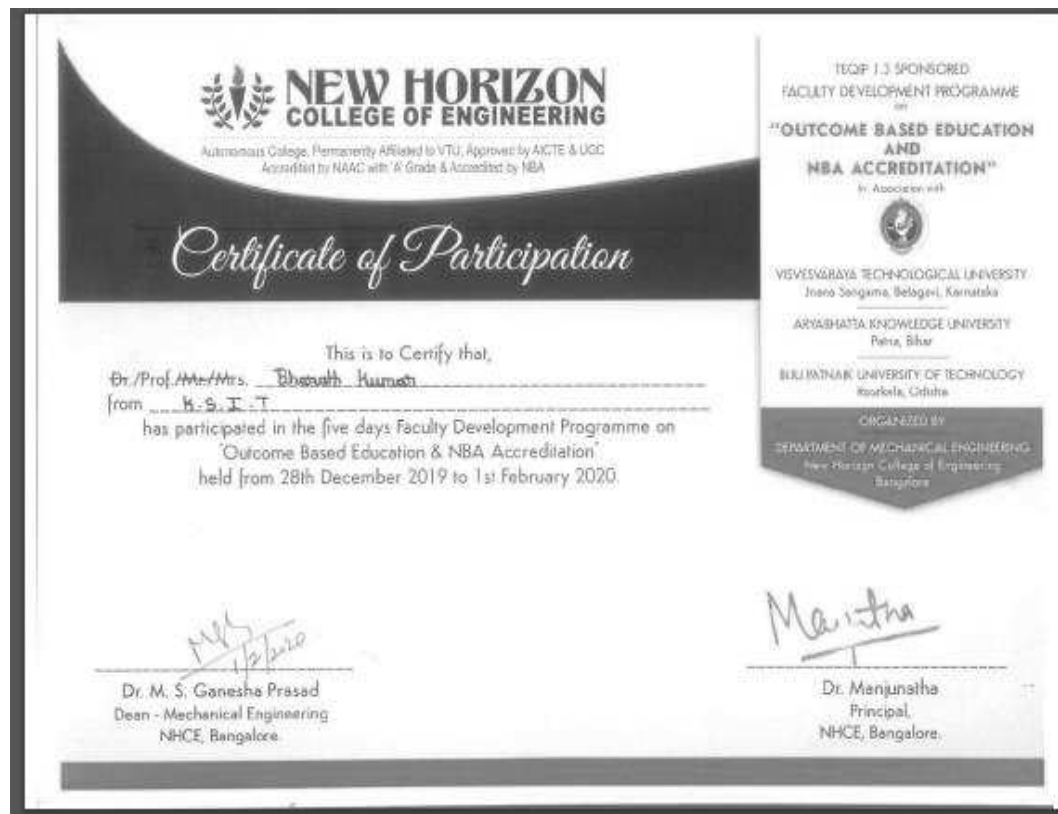 NEW HORIZON
COLLEGE OF ENGINEERING
Autonomous College, Permanently Affiliated to VTU, Approved by AICTE & UGC
Accredited by NAAC with 'A' Grade & Accredited by NBA
Certificate of Participation
This is to Certify that,
Dr./Prof./Mr./Mrs. Bharath Kumar
from K.S.I.T
has participated in the five days Faculty Development Programme on
'Outcome Based Education & NBA Accreditation'
held from 28th December 2019 to 1st February 2020.
1/2/2020
Dr. M. S. Ganesha Prasad
Dean - Mechanical Engineering
NHCE, Bangalore.
Dr. Manjunatha
Principal,
NHCE, Bangalore.
TEQIP 1.3 SPONSORED
FACULTY DEVELOPMENT PROGRAMME
on
"OUTCOME BASED EDUCATION
AND
NBA ACCREDITATION"
In Association with
VISVESVARAYA TECHNOLOGICAL UNIVERSITY
Jnana Sangama, Belagavi, Karnataka
ARYABHATTA KNOWLEDGE UNIVERSITY
Patna, Bihar
BIJU PATNAIK UNIVERSITY OF TECHNOLOGY
Rourkela, Odisha
ORGANIZED BY
DEPARTMENT OF MECHANICAL ENGINEERING
New Horizon College of Engineering
Bangalore